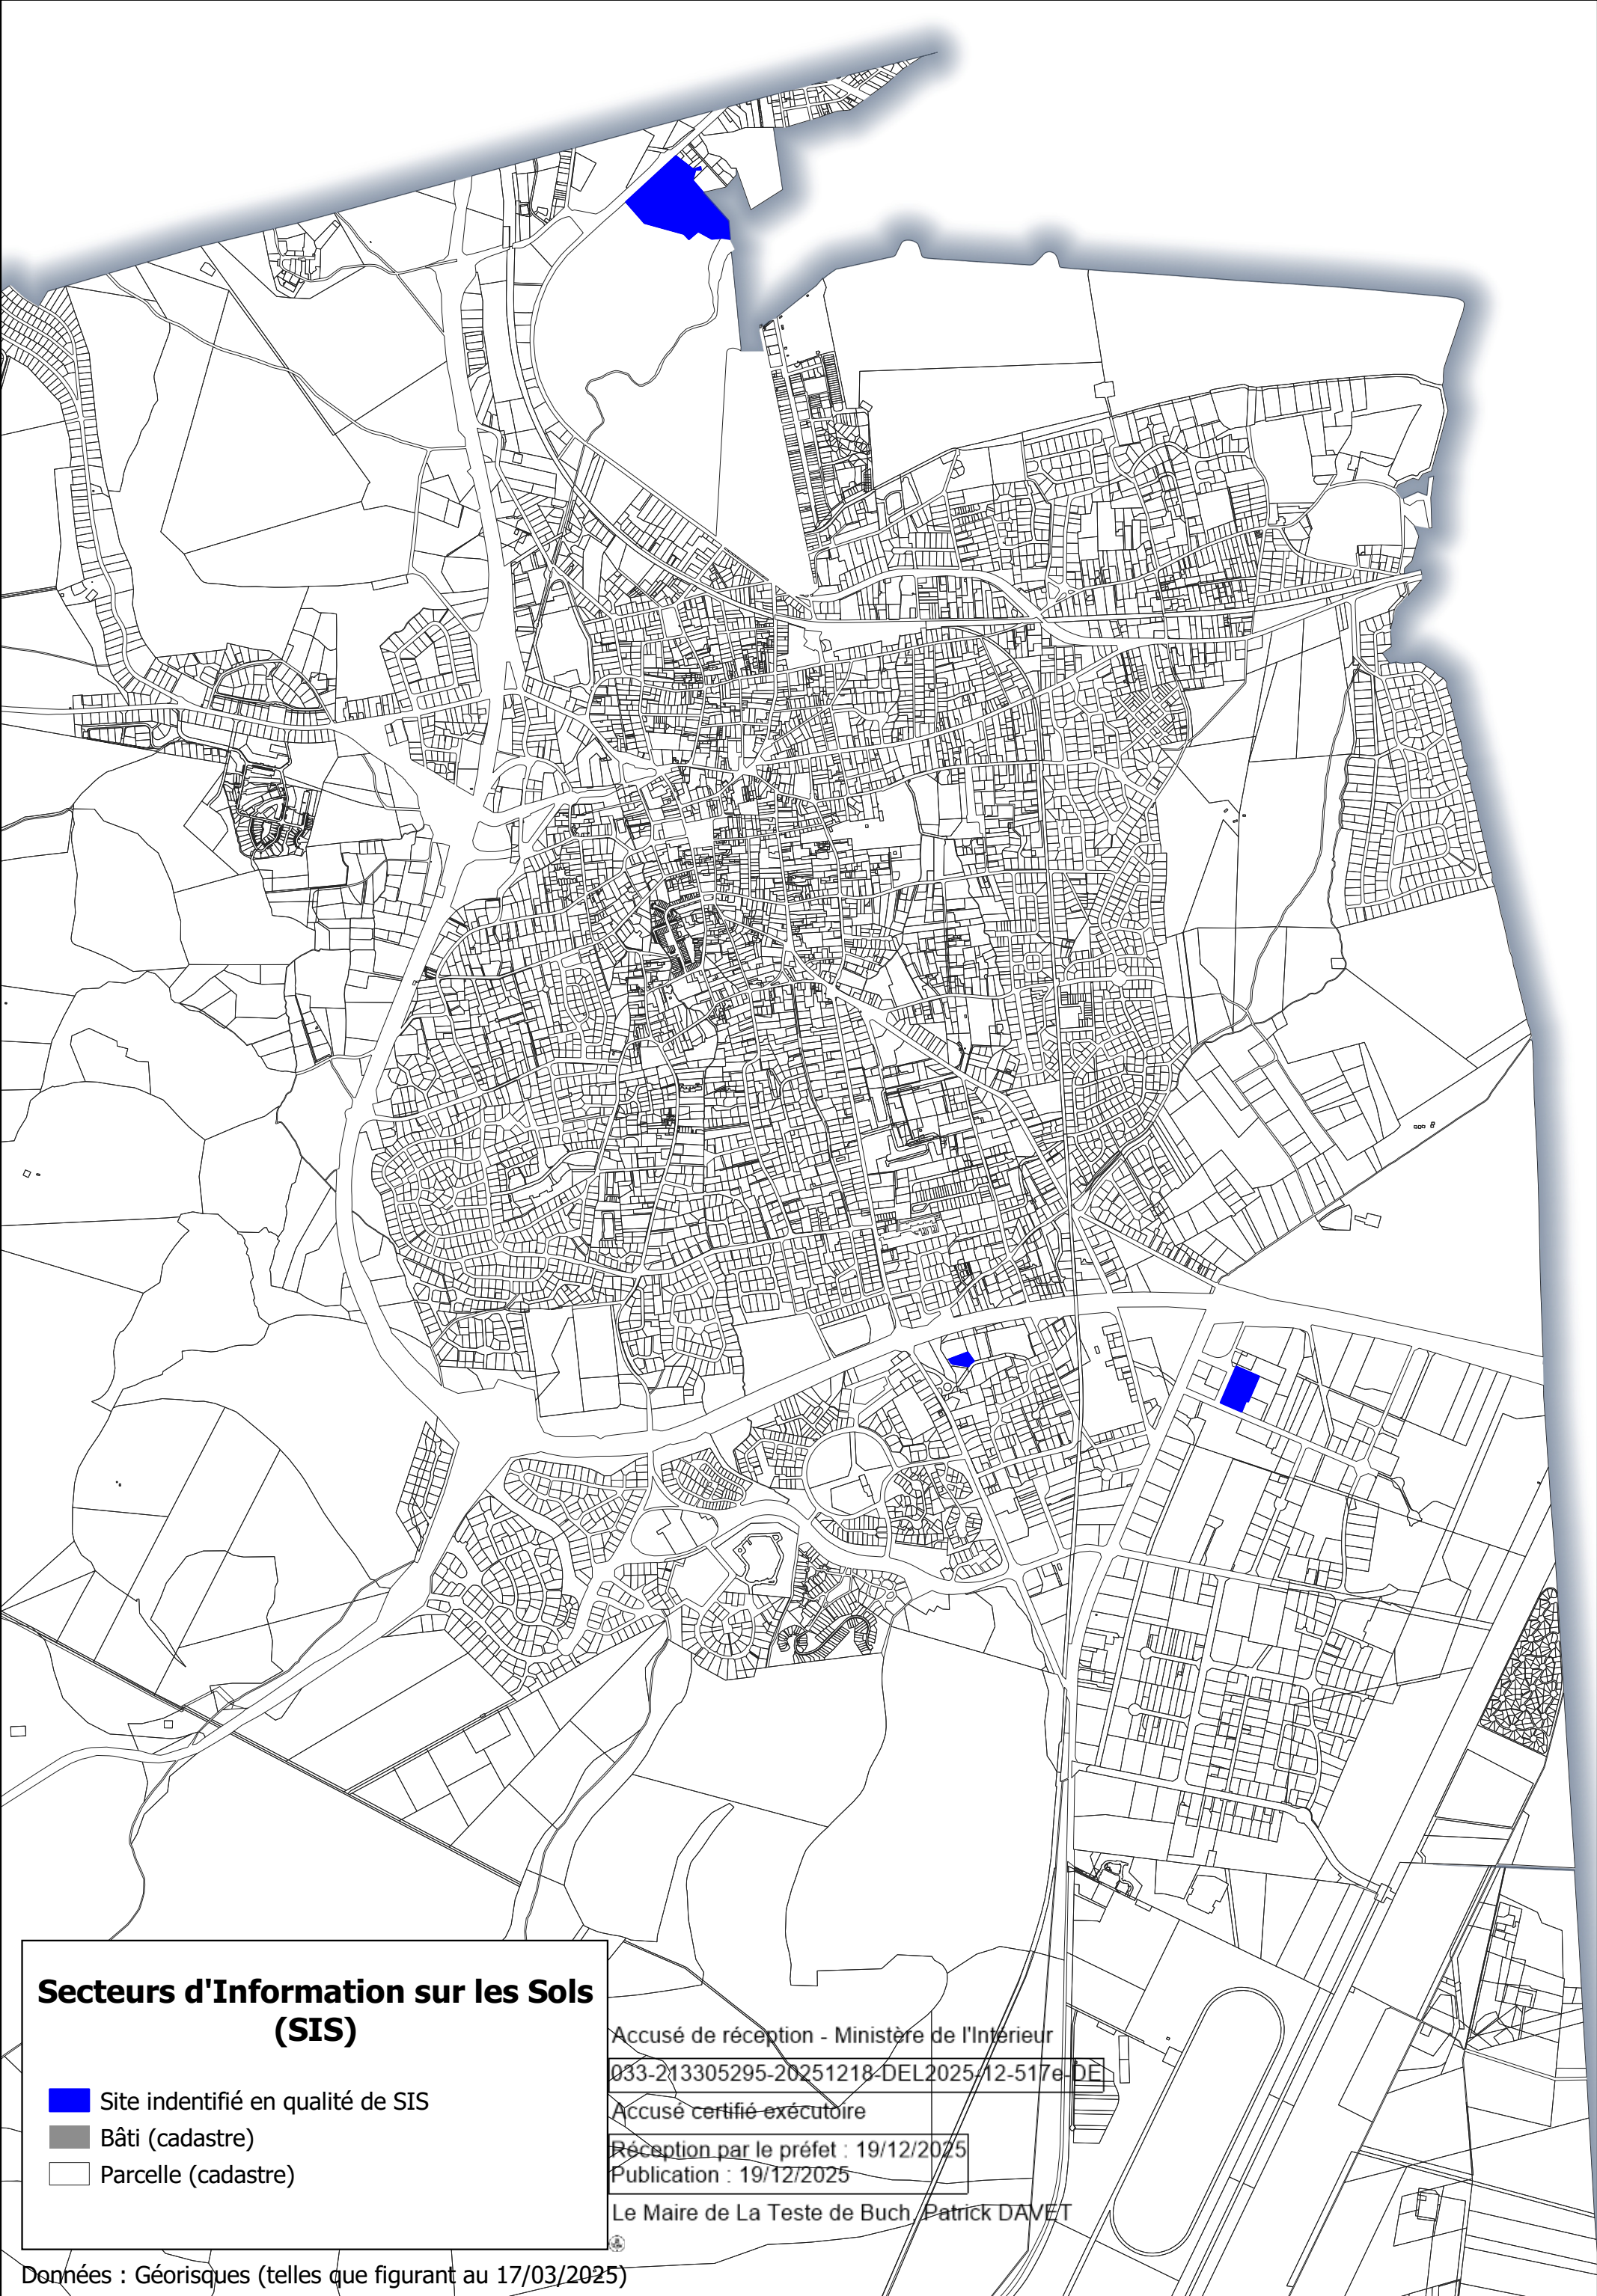 Secteurs d'Information sur les Sols
(SIS)
Site indentifié en qualité de SIS
Bâti (cadastre)
Parcelle (cadastre)
Accusé de réception - Ministère de l'Intérieur
033-213305295-20251218-DEL2025-12-517e-DE
Accusé certifié exécutoire
Réception par le préfet : 19/12/2025
Publication : 19/12/2025
Le Maire de La Teste de Buch, Patrick DAVET
Données : Géorisques (telles que figurant au 17/03/2025)